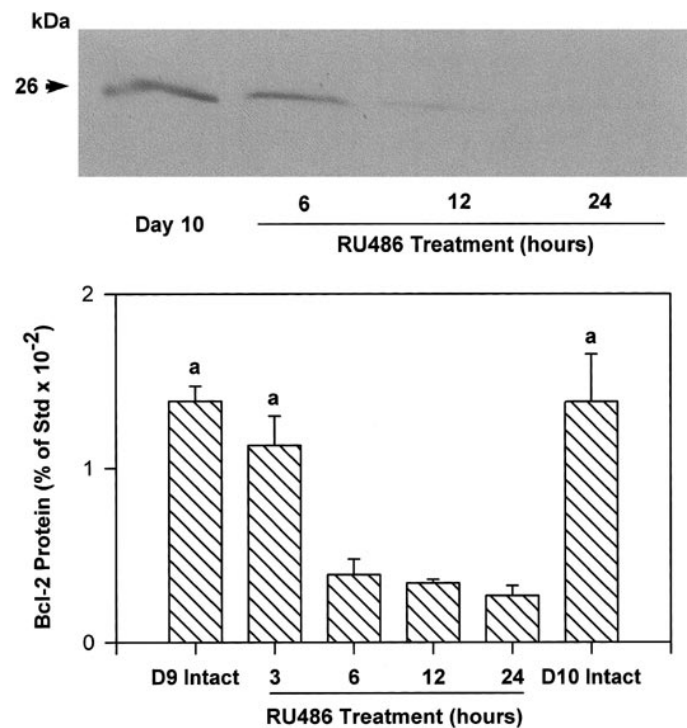 kDa
26
6 12 24
Day 10
RU486 Treatment (hours)
2
1
0
Bcl-2 Protein (% of Std x 10-2)
a a a
D9 Intact 3 6 12 24 D10 Intact
RU486 Treatment (hours)